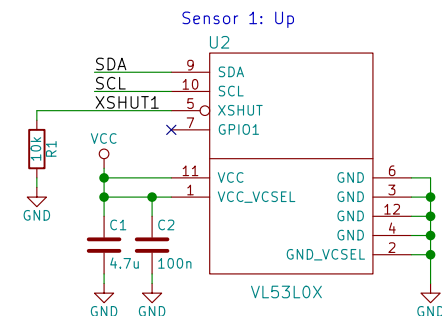 Sensor 1: Up
U2
SDA 9 SDA
SCL 10 SCL
XSHUT1 5 XSHUT
7 GPIO1
10k R1
VCC
GND
11 VCC GND 6
1 VCC_VCSEL GND 3
GND 12
GND 4
GND_VCSEL 2
C1 C2
4.7u 100n
VL53L0X
GND GND GND